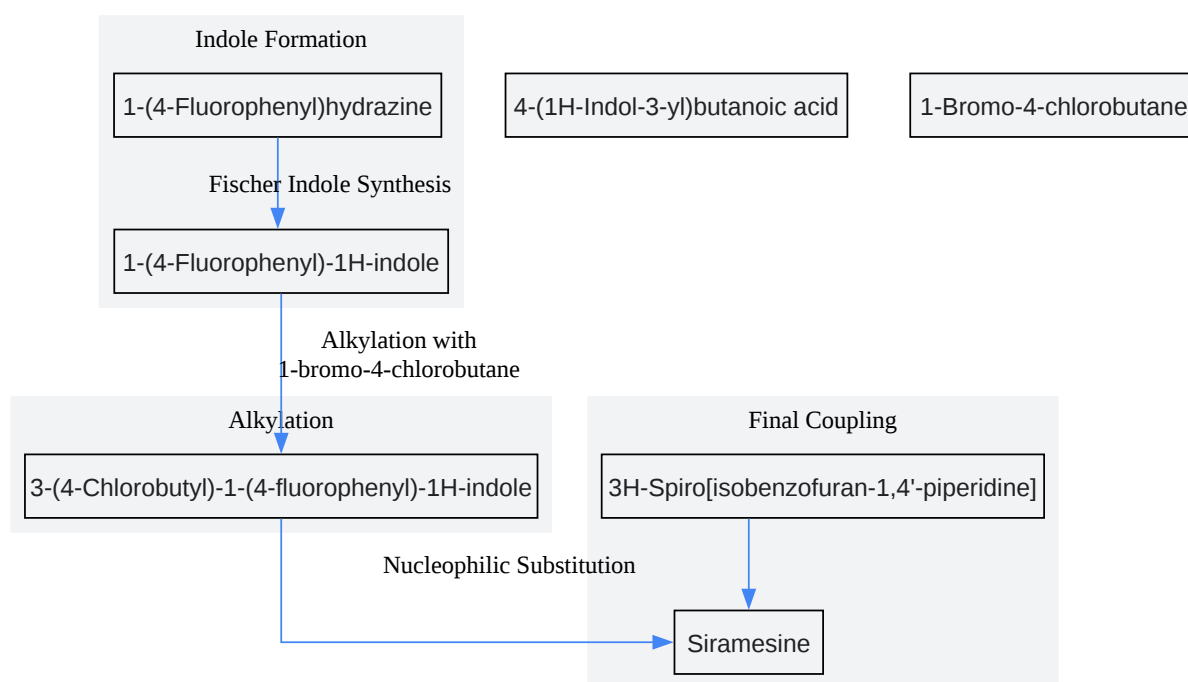 Indole Formation
1-(4-Fluorophenyl)hydrazine
4-(1H-Indol-3-yl)butanoic acid
1-Bromo-4-chlorobutane
Fischer Indole Synthesis
1-(4-Fluorophenyl)-1H-indole
Alkylation with
1-bromo-4-chlorobutane
Alkylation
Final Coupling
3-(4-Chlorobutyl)-1-(4-fluorophenyl)-1H-indole
3H-Spiro[isobenzofuran-1,4'-piperidine]
Nucleophilic Substitution
Siramesine